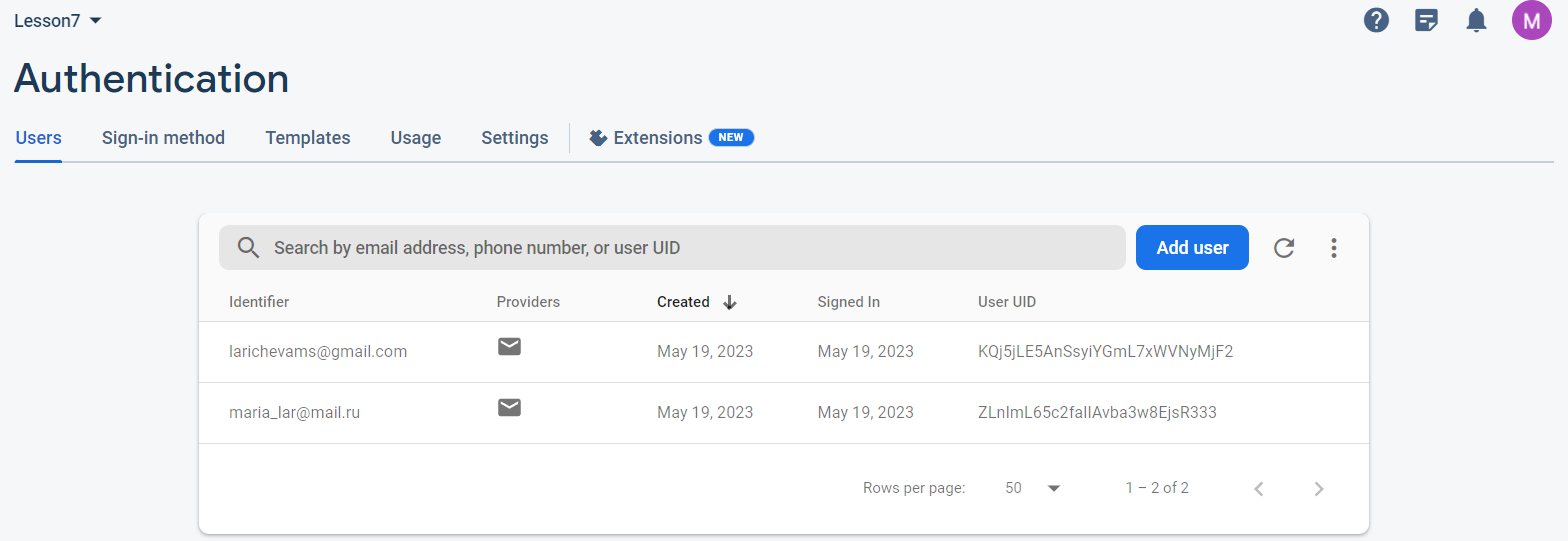 Lesson7
M
Authentication
Users Sign-in method Templates Usage Settings Extensions NEW
Search by email address, phone number, or user UID Add user
Identifier Providers Created Signed In User UID
larichevams@gmail.com May 19, 2023 May 19, 2023 KQj5jLE5AnSsyiYGmL7xWVNyMjF2
maria_lar@mail.ru May 19, 2023 May 19, 2023 ZLnImL65c2faIIAvba3w8EjsR333
Rows per page: 50 1 – 2 of 2